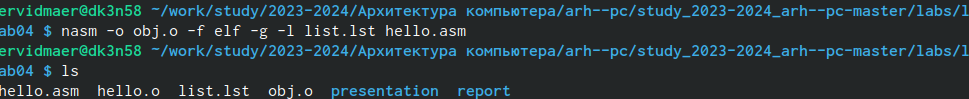 ervidmaer@dk3n58 ~/work/study/2023-2024/Архитектура компьютера/arh--pc/study_2023-2024_arh--pc-master/labs/l
ab04 $ nasm -o obj.o -f elf -g -l list.lst hello.asm
ervidmaer@dk3n58 ~/work/study/2023-2024/Архитектура компьютера/arh--pc/study_2023-2024_arh--pc-master/labs/l
ab04 $ ls
hello.asm  hello.o  list.lst  obj.o  presentation  report